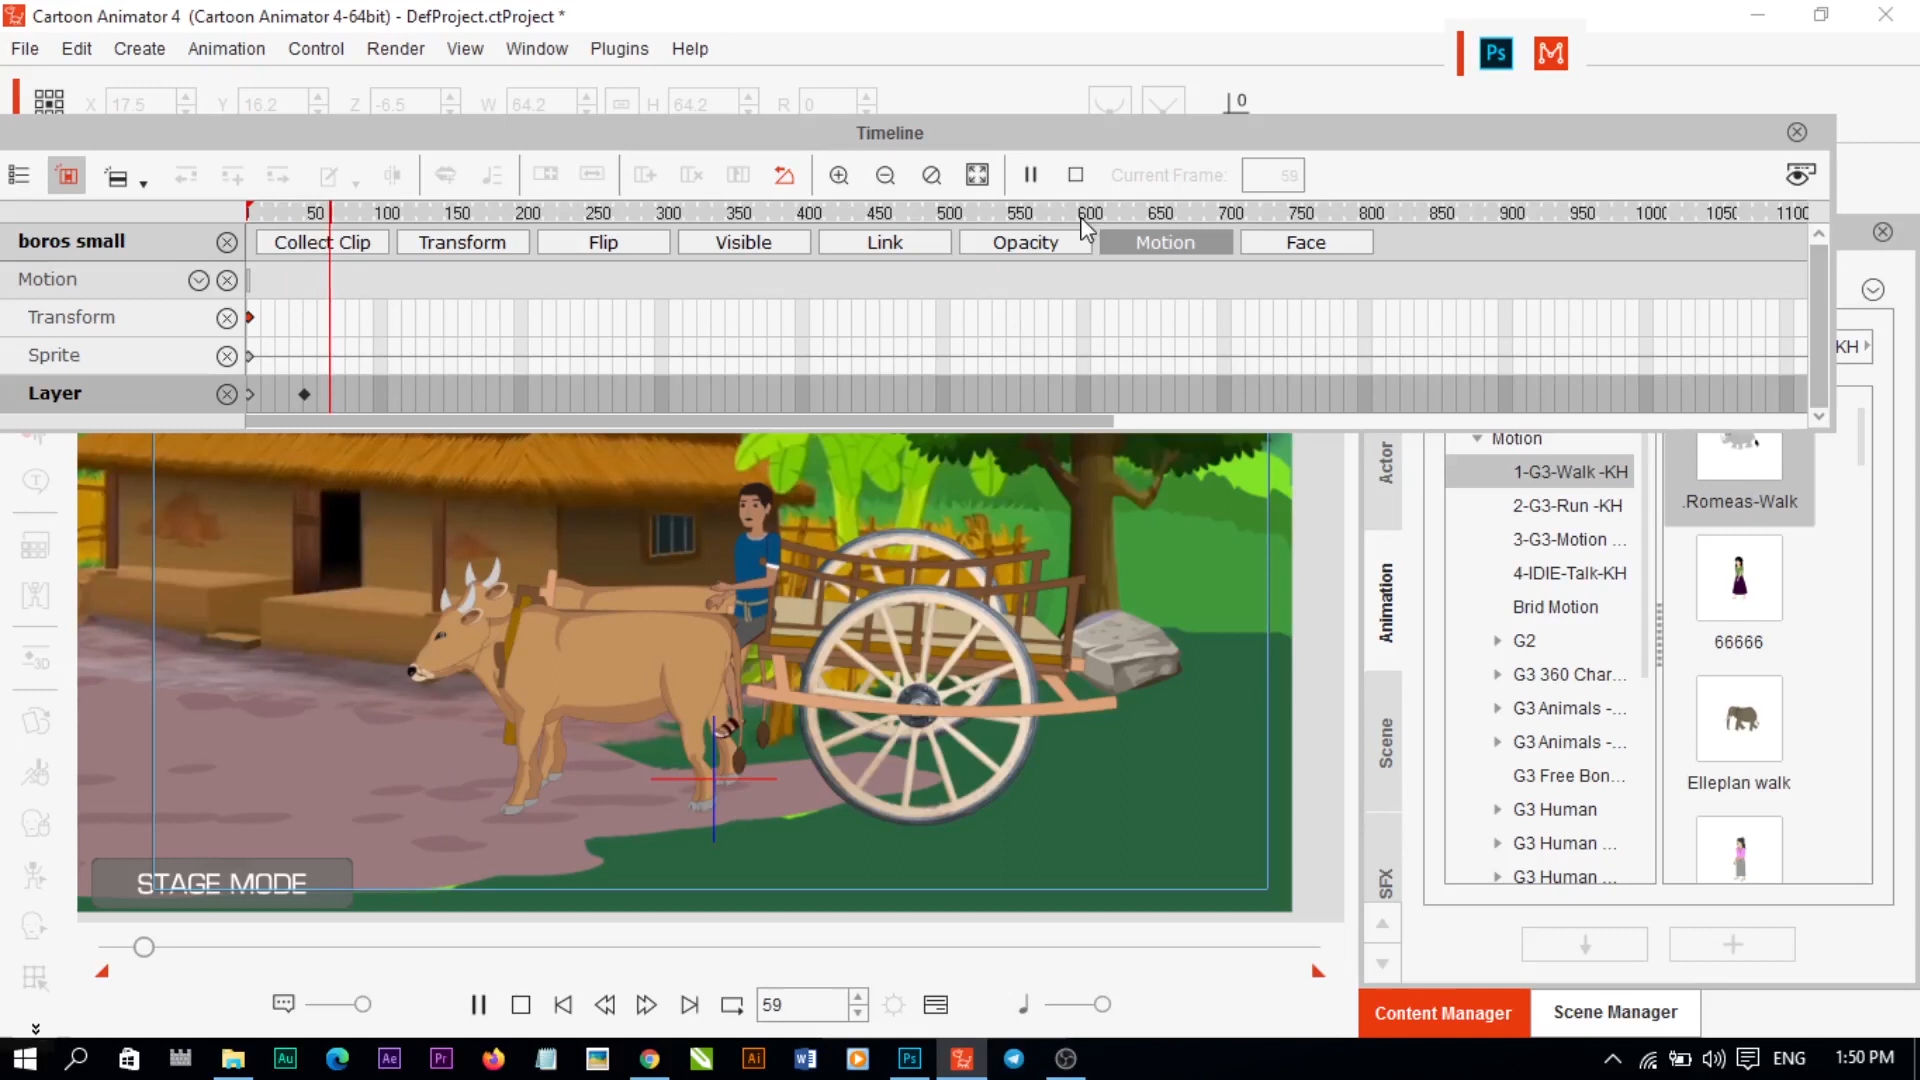 Cartoon Animator 4 (Cartoon Animator 4-64bit) - DefProject.ctProject *
File Edit Create Animation Control Render View Window Plugins Help
Ps
X 17.5 Y 16.2 Z -6.5 W 64.2 H 64.2 R 0 0
Timeline
Current Frame: 59
50 100 150 200 250 300 350 400 450 500 550 600 650 700 750 800 850 900 950 1000 1050 1100
boros small Collect Clip Transform Flip Visible Link Opacity Motion Face
Motion
Transform
Sprite
Layer
KH
Actor
Animation
Scene
SFX
Motion
1-G3-Walk -KH
2-G3-Run -KH
3-G3-Motion ...
4-IDIE-Talk-KH
Brid Motion
G2
G3 360 Char...
G3 Animals -...
G3 Animals -...
G3 Free Bon...
G3 Human
G3 Human ...
G3 Human ...
.Romeas-Walk
66666
Elleplan walk
3D
STAGE MODE
59
Content Manager Scene Manager
Au Ae Pr Ai Ps ENG 1:50 PM